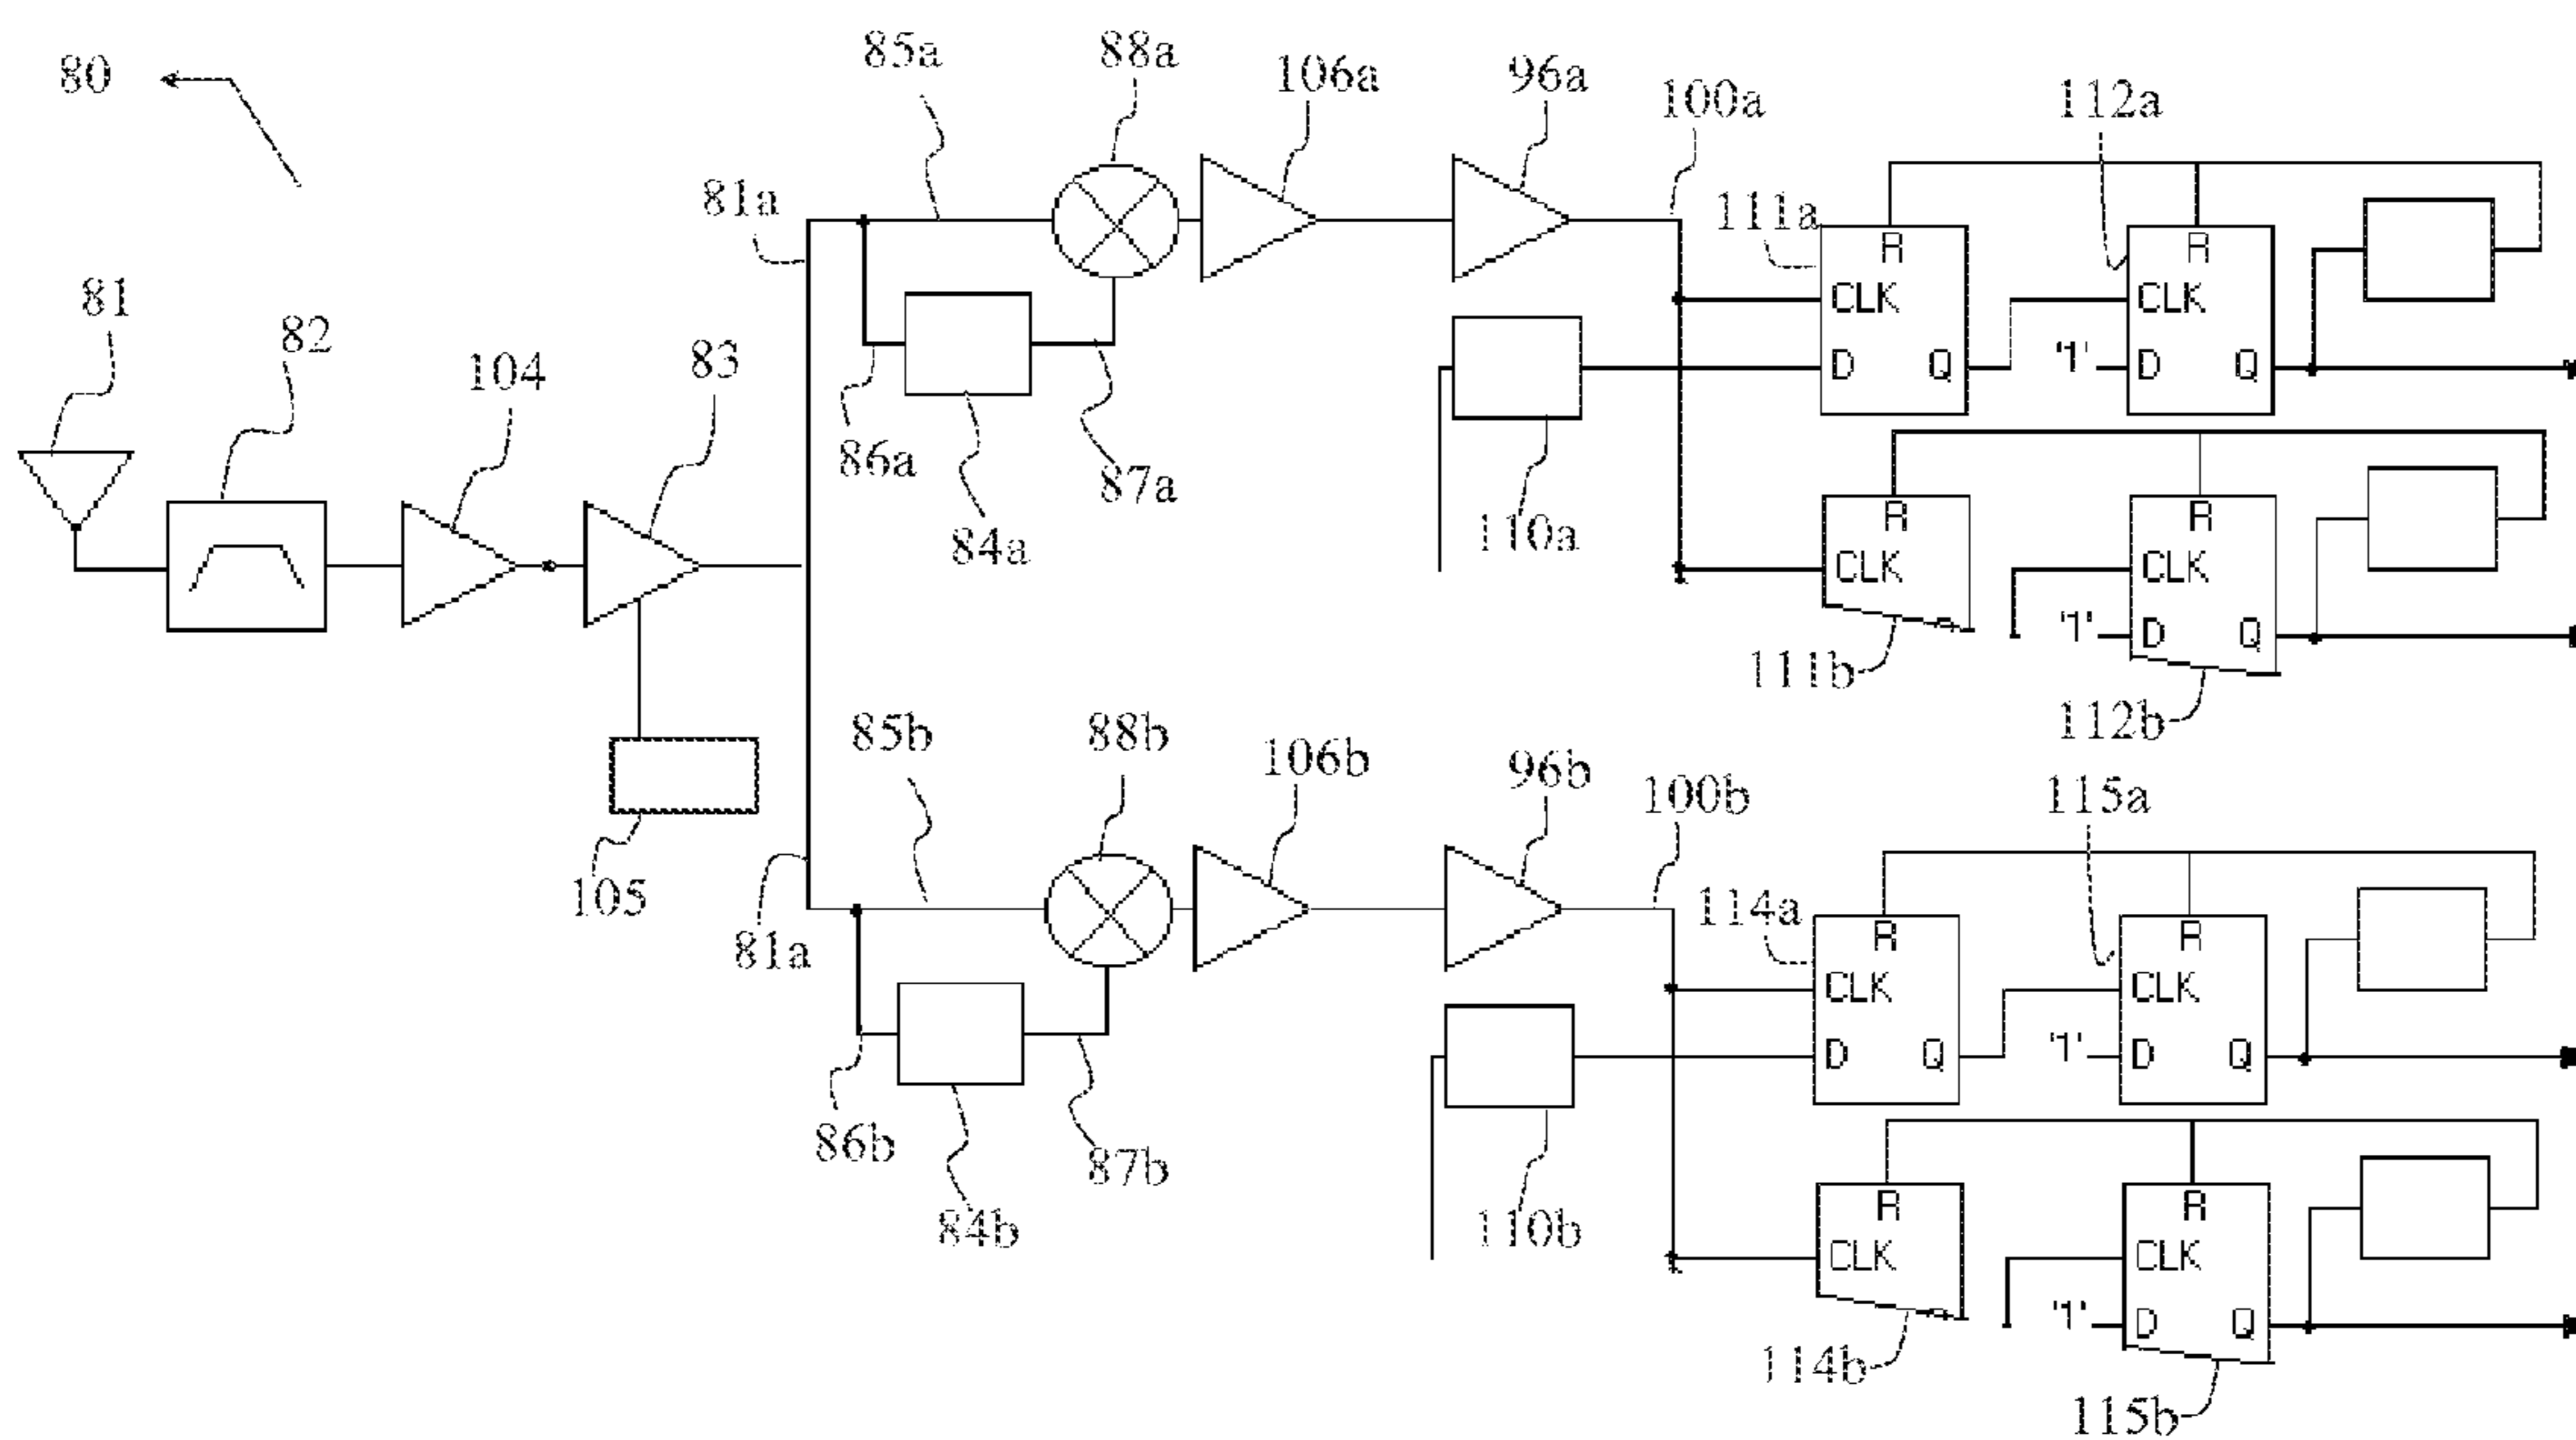 80
85a
88a
106a
96a
100a
112a
81a
111a
R
R
81
82
104
83
CLK
CLK
D
Q
'1'
D
Q
86a
87a
84a
110a
R
R
CLK
CLK
'1'
D
Q
111b
112b
105
85b
88b
106b
96b
100b
115a
81a
114a
R
R
CLK
CLK
D
Q
'1'
D
Q
86b
87b
84b
110b
R
R
CLK
CLK
'1'
D
Q
114b
115b